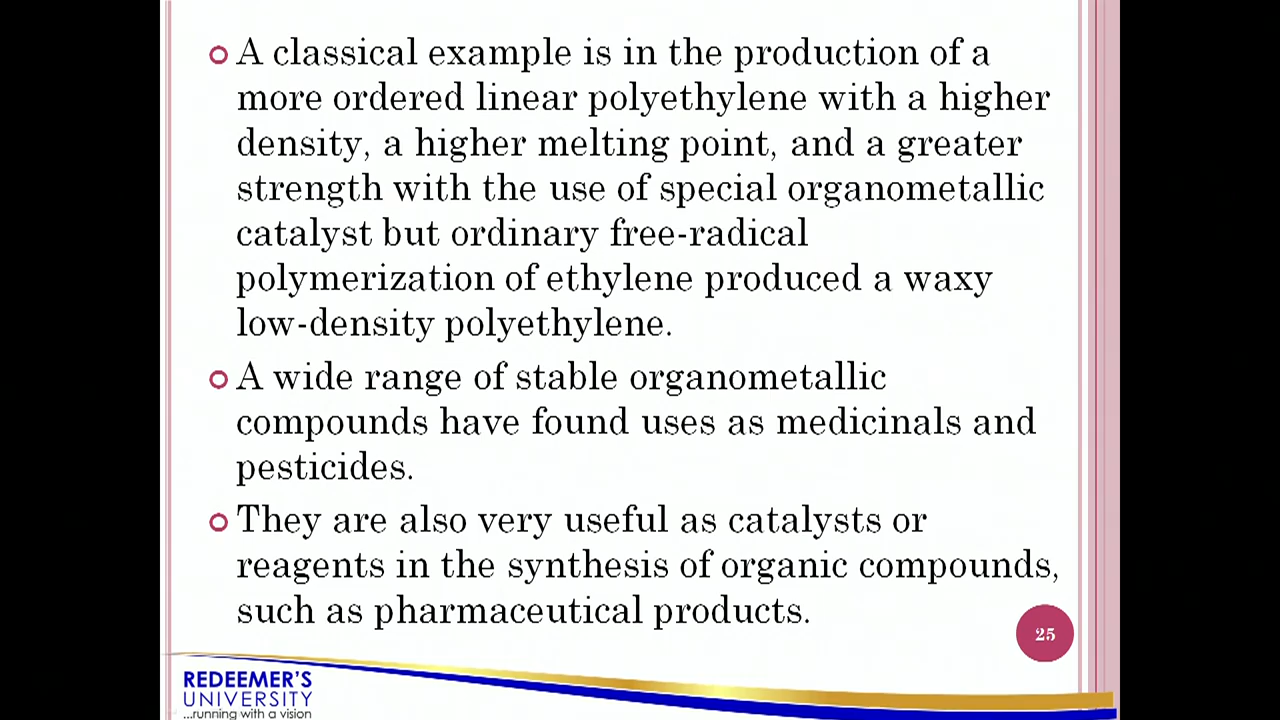 A classical example is in the production of a
more ordered linear polyethylene with a higher
density, a higher melting point, and a greater
strength with the use of special organometallic
catalyst but ordinary free-radical
polymerization of ethylene produced a waxy
low-density polyethylene.
A wide range of stable organometallic
compounds have found uses as medicinals and
pesticides.
They are also very useful as catalysts or
reagents in the synthesis of organic compounds,
such as pharmaceutical products.
25
REDEEMER'S
UNIVERSITY
...running with a vision